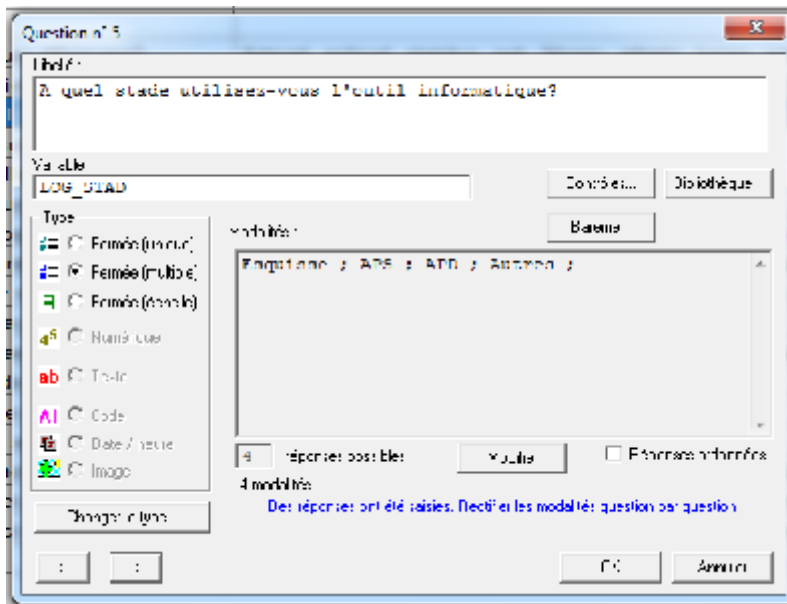 Question n° 5
Libellé :
A quel stade utilisez-vous l'outil informatique?
Variable
LOG_STAD
Contrôles...
Bibliothèque
Barème
Type
Fermée (unique)
Fermée (multiple)
Fermée (échelle)
Numérique
Texte
Code
Date / heure
Image
Modalités :
Esquisse ; APS ; APD ; Autres ;
4 réponses possibles
Modifier
Réponses ordonnées
4 modalités
Des réponses ont été saisies. Rectifier les modalités question par question
Changer le type
OK
Annuler